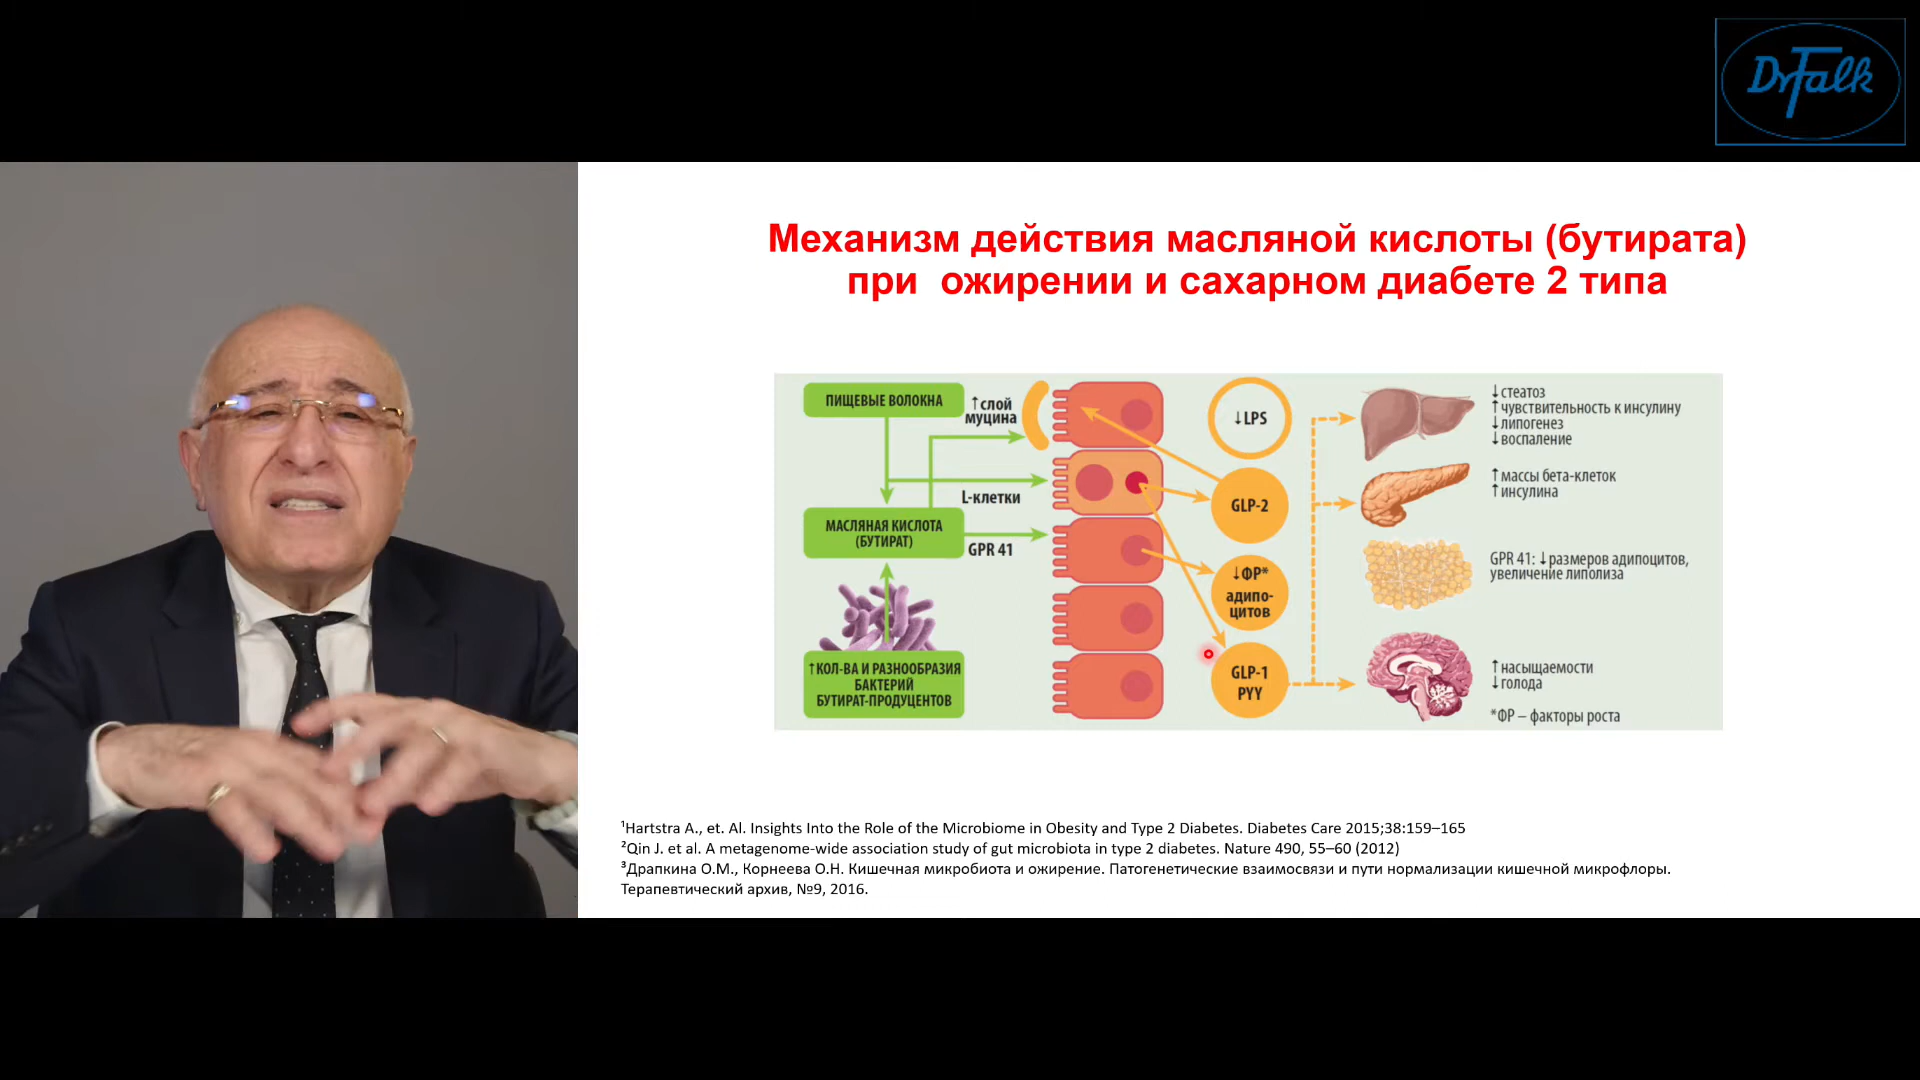 Dr Falk
Механизм действия масляной кислоты (бутирата)
при ожирении и сахарном диабете 2 типа
ПИЩЕВЫЕ ВОЛОКНА
↑слой
муцина
L-клетки
МАСЛЯНАЯ КИСЛОТА
(БУТИРАТ)
GPR 41
↑КОЛ-ВА И РАЗНООБРАЗИЯ
БАКТЕРИЙ
БУТИРАТ-ПРОДУЦЕНТОВ
↓LPS
GLP-2
↓ФР*
адипо-
цитов
GLP-1
PYY
↓стеатоз
↑чувствительность к инсулину
↓липогенез
↓воспаление
↑массы бета-клеток
↑инсулина
GPR 41: ↓размеров адипоцитов,
увеличение липолиза
↑насыщаемости
↓голода
*ФР – факторы роста
¹Hartstra A., et. Al. Insights Into the Role of the Microbiome in Obesity and Type 2 Diabetes. Diabetes Care 2015;38:159–165
²Qin J. et al. A metagenome-wide association study of gut microbiota in type 2 diabetes. Nature 490, 55–60 (2012)
³Драпкина О.М., Корнеева О.Н. Кишечная микробиота и ожирение. Патогенетические взаимосвязи и пути нормализации кишечной микрофлоры.
Терапевтический архив, №9, 2016.